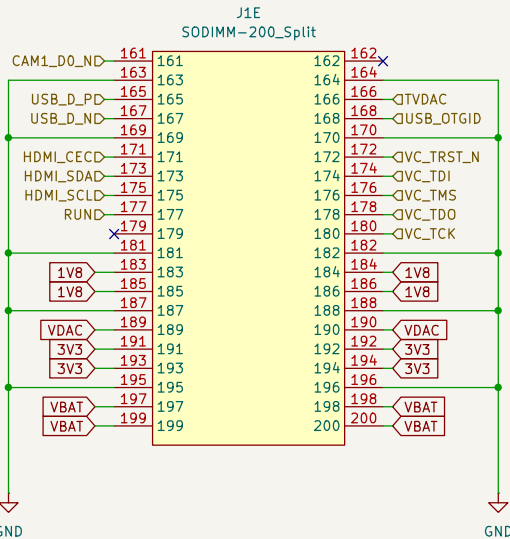 J1E
SODIMM-200_Split
CAM1_D0_N 161 161 162 162
163 163 164 164
USB_D_P 165 165 166 166 TVDAC
USB_D_N 167 167 168 168 USB_OTGID
169 169 170 170
HDMI_CEC 171 171 172 172 VC_TRST_N
HDMI_SDA 173 173 174 174 VC_TDI
HDMI_SCL 175 175 176 176 VC_TMS
RUN 177 177 178 178 VC_TDO
179 179 180 180 VC_TCK
181 181 182 182
1V8 183 183 184 184 1V8
1V8 185 185 186 186 1V8
187 187 188 188
VDAC 189 189 190 190 VDAC
3V3 191 191 192 192 3V3
3V3 193 193 194 194 3V3
195 195 196 196
VBAT 197 197 198 198 VBAT
VBAT 199 199 200 200 VBAT
GND GND